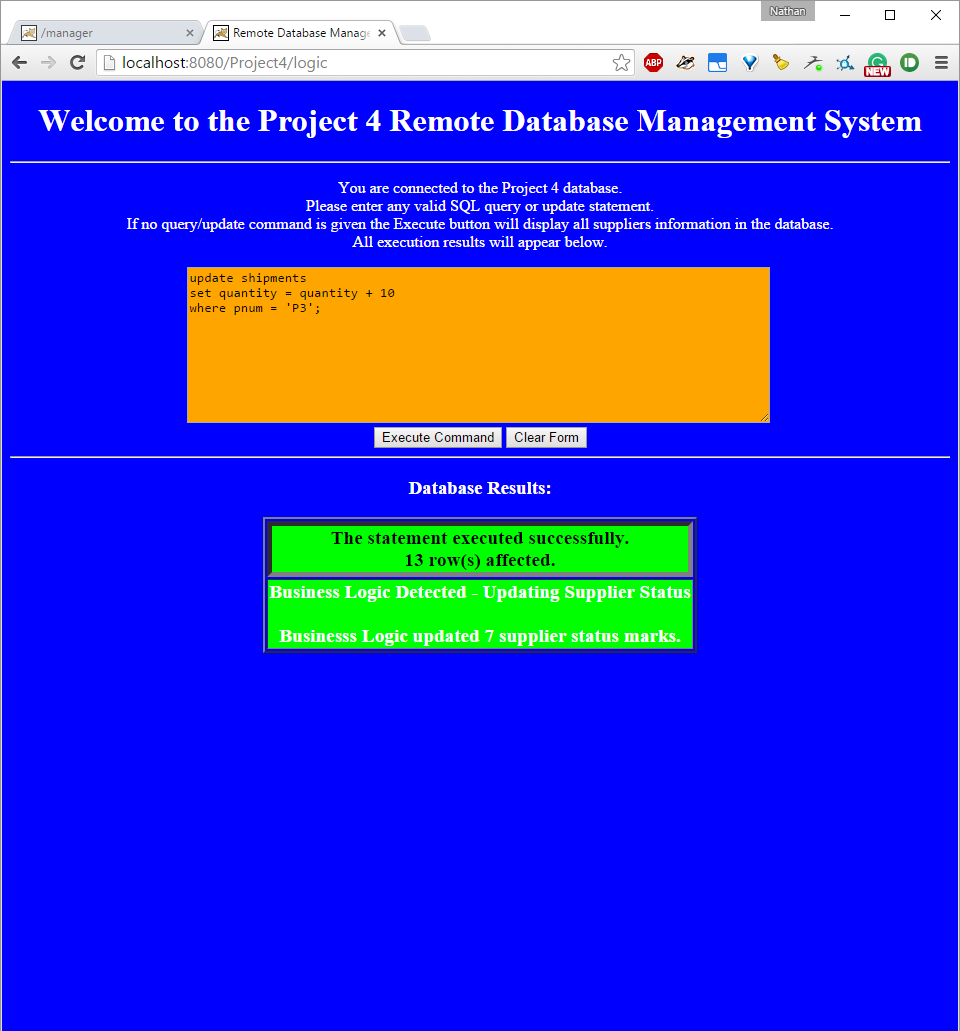 Nathan
/manager
Remote Database Manage
localhost:8080/Project4/logic
ABP
NEW
Welcome to the Project 4 Remote Database Management System
You are connected to the Project 4 database.
Please enter any valid SQL query or update statement.
If no query/update command is given the Execute button will display all suppliers information in the database.
All execution results will appear below.
update shipments
set quantity = quantity + 10
where pnum = 'P3';
Execute Command Clear Form
Database Results:
The statement executed successfully.
13 row(s) affected.
Business Logic Detected - Updating Supplier Status
Businesss Logic updated 7 supplier status marks.